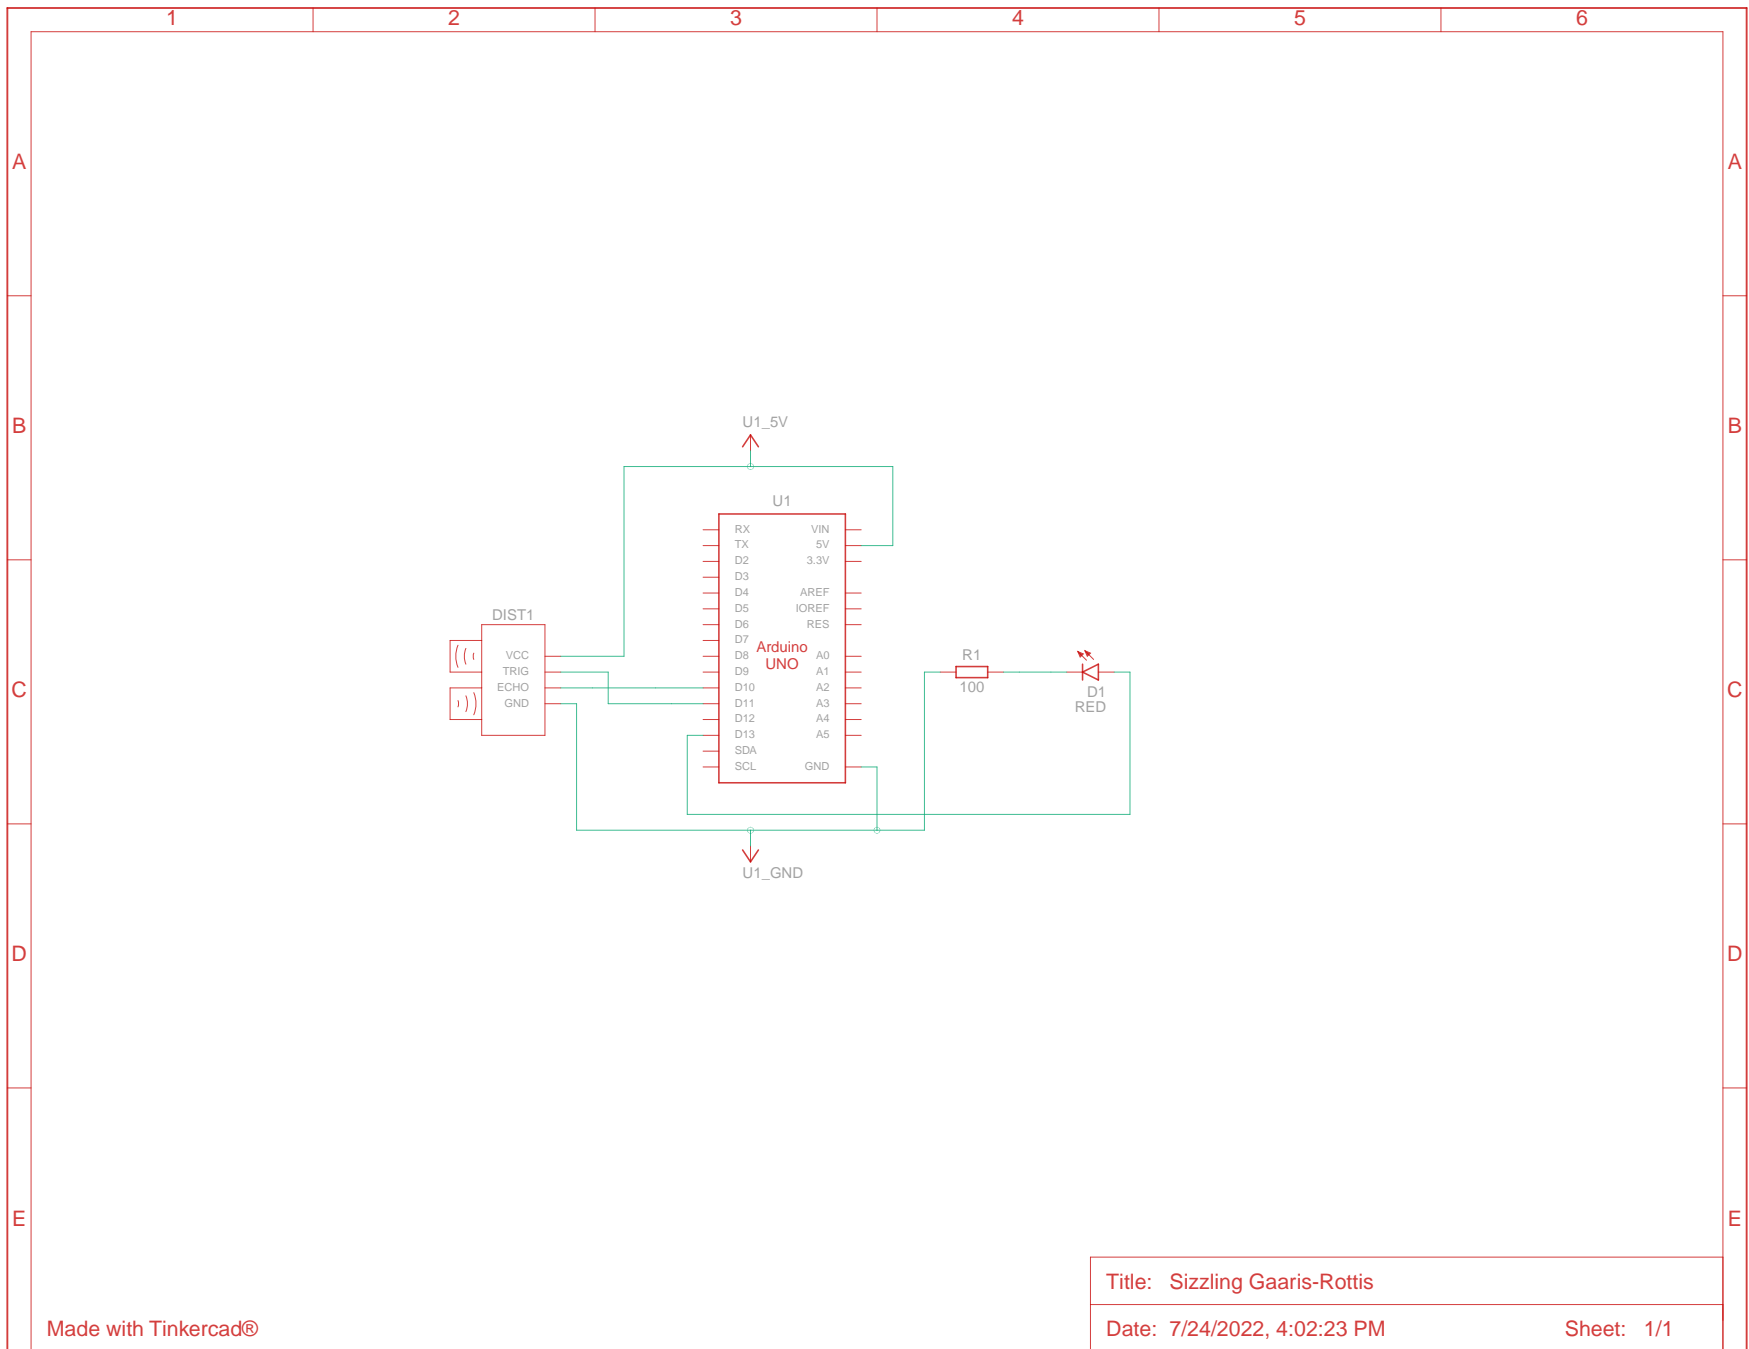 1 2 3 4 5 6
A A
B B
U1_5V
U1
RX VIN
TX 5V
D2 3.3V
D3
D4 AREF
D5 IOREF
D6 RES
D7
Arduino
UNO
D8 A0
D9 A1
D10 A2
D11 A3
D12 A4
D13 A5
SDA
SCL GND
DIST1
VCC
TRIG
ECHO
GND
R1
100
D1
RED
C C
U1_GND
D D
E E
Title: Sizzling Gaaris-Rottis
Made with Tinkercad®
Date: 7/24/2022, 4:02:23 PM Sheet: 1/1